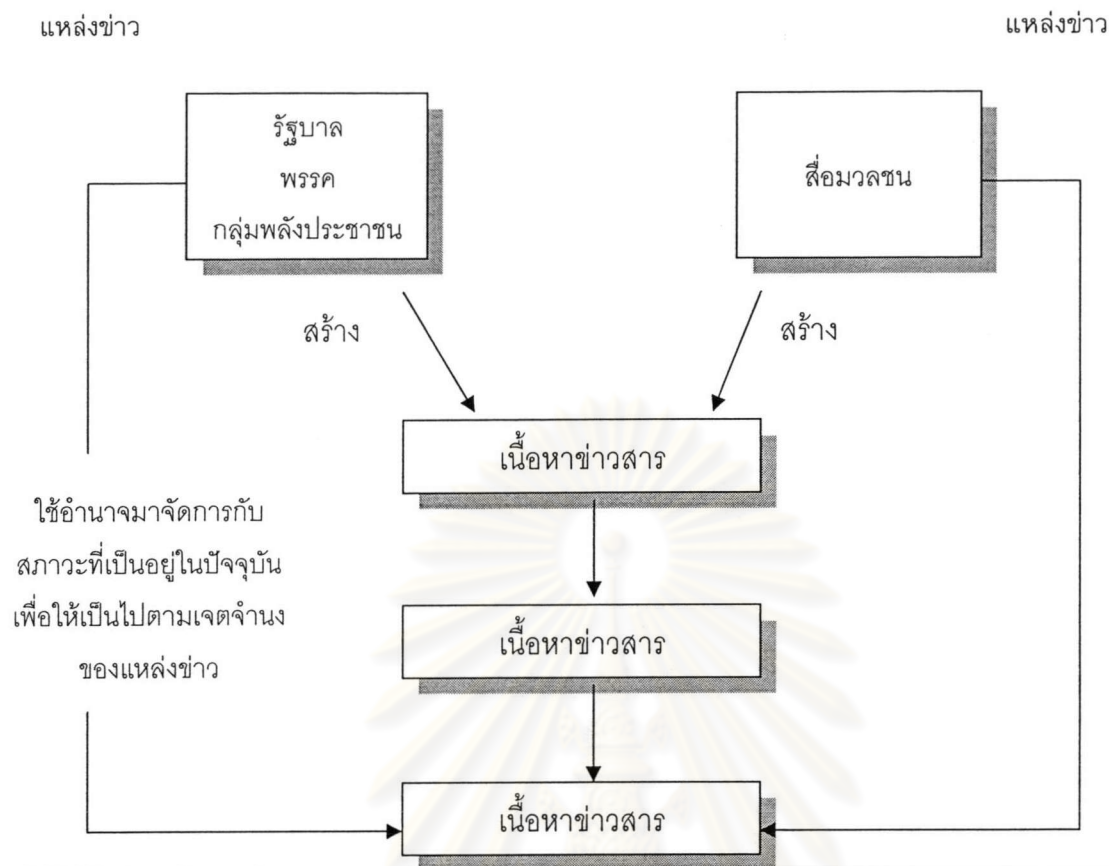 แหล่งข่าว
แหล่งข่าว
รัฐบาล
พรรค
กลุ่มพลังประชาชน
สื่อมวลชน
สร้าง
สร้าง
เนื้อหาข่าวสาร
ใช้อำนาจมาจัดการกับ
สภาวะที่เป็นอยู่ในปัจจุบัน
เพื่อให้เป็นไปตามเจตจำนง
ของแหล่งข่าว
เนื้อหาข่าวสาร
เนื้อหาข่าวสาร